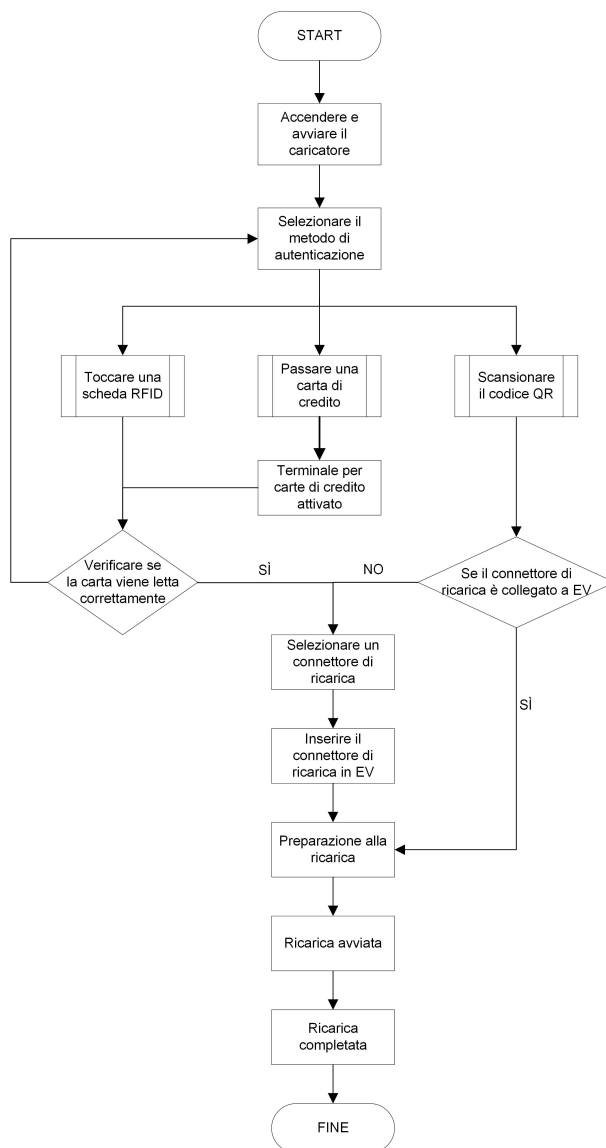 START
Accendere e
avviare il
caricatore
Selezionare il
metodo di
autenticazione
Toccare una
scheda RFID
Passare una
carta di
credito
Scansionare
il codice QR
Terminale per
carte di credito
attivato
Verificare se
la carta viene letta
correttamente
SÌ
NO
Se il connettore di
ricarica è collegato a EV
Selezionare un
connettore di
ricarica
SÌ
Inserire il
connettore di
ricarica in EV
Preparazione alla
ricarica
Ricarica avviata
Ricarica
completata
FINE